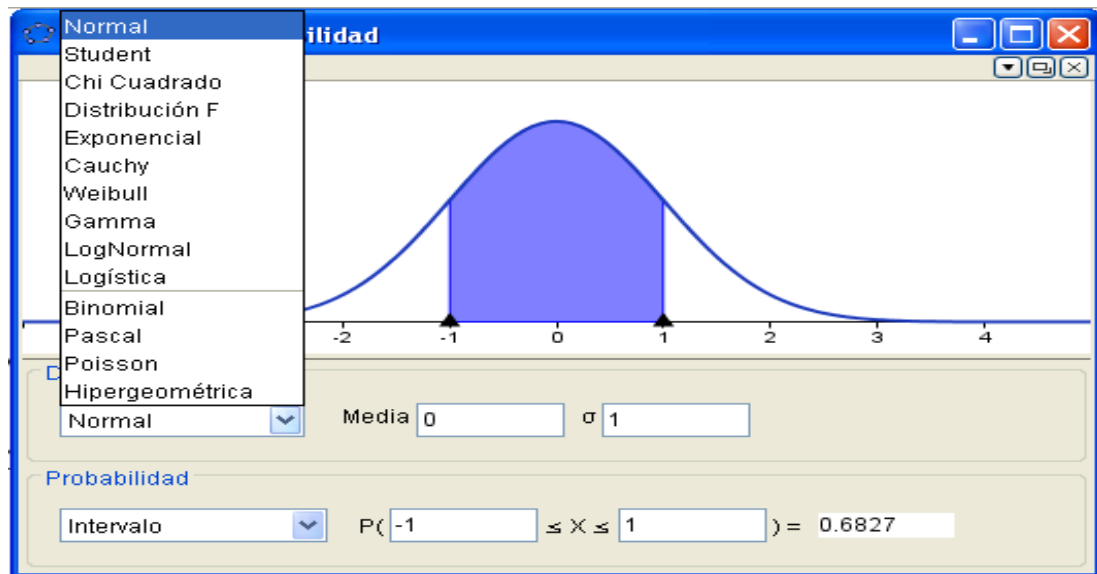 Normal
Student
Chi Cuadrado
Distribución F
Exponencial
Cauchy
Weibull
Gamma
LogNormal
Logística
Binomial
Pascal
Poisson
Hipergeométrica
ilidad
-2 -1 0 1 2 3 4
D
Normal Media 0 σ 1
Probabilidad
Intervalo P( -1 ≤ X ≤ 1 ) = 0.6827